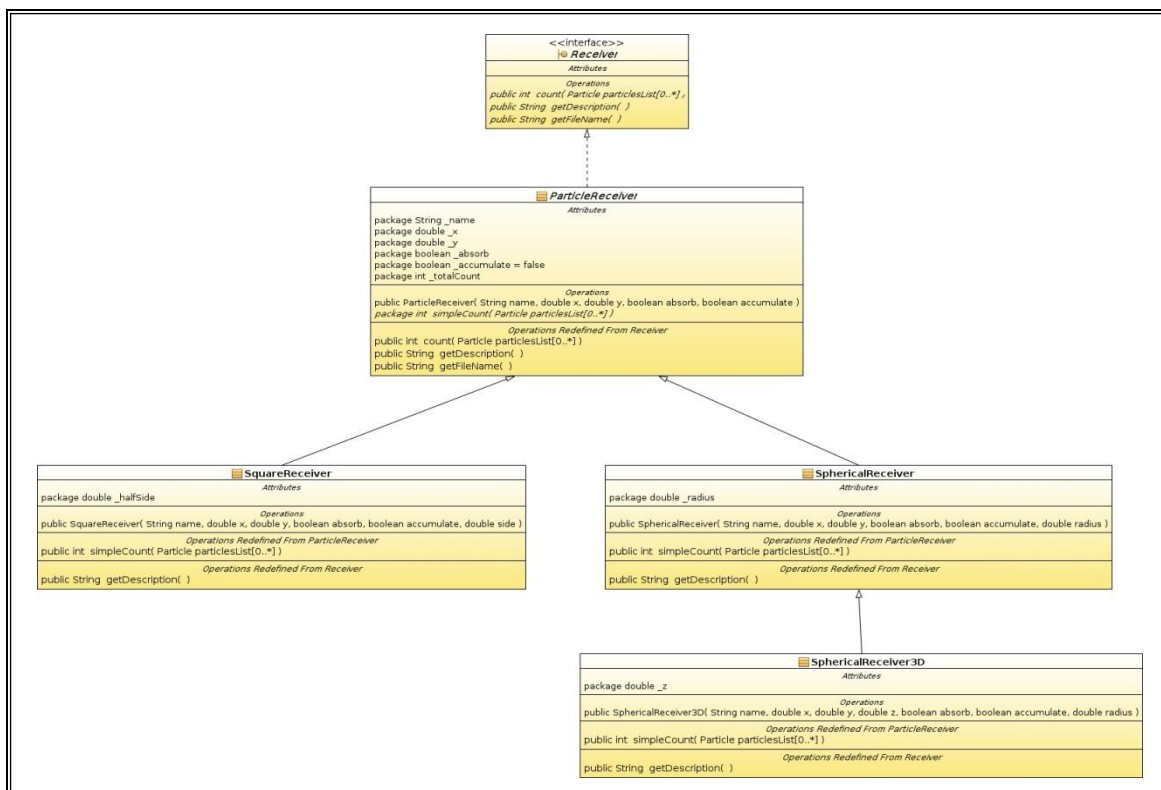 <<interface>>
Receiver
Attributes
Operations
public int count( Particle particlesList[0..*] ,
public String getDescription( )
public String getFileName( )
ParticleReceiver
Attributes
package String _name
package double _x
package double _y
package boolean _absorb
package boolean _accumulate = false
package int _totalCount
Operations
public ParticleReceiver( String name, double x, double y, boolean absorb, boolean accumulate )
package int simpleCount( Particle particlesList[0..*] )
Operations Redefined From Receiver
public int count( Particle particlesList[0..*] )
public String getDescription( )
public String getFileName( )
SquareReceiver
Attributes
package double _halfSide
Operations
public SquareReceiver( String name, double x, double y, boolean absorb, boolean accumulate, double side )
Operations Redefined From ParticleReceiver
public int simpleCount( Particle particlesList[0..*] )
Operations Redefined From Receiver
public String getDescription( )
SphericalReceiver
Attributes
package double _radius
Operations
public SphericalReceiver( String name, double x, double y, boolean absorb, boolean accumulate, double radius )
Operations Redefined From ParticleReceiver
public int simpleCount( Particle particlesList[0..*] )
Operations Redefined From Receiver
public String getDescription( )
SphericalReceiver3D
Attributes
package double _z
Operations
public SphericalReceiver3D( String name, double x, double y, double z, boolean absorb, boolean accumulate, double radius )
Operations Redefined From ParticleReceiver
public int simpleCount( Particle particlesList[0..*] )
Operations Redefined From Receiver
public String getDescription( )